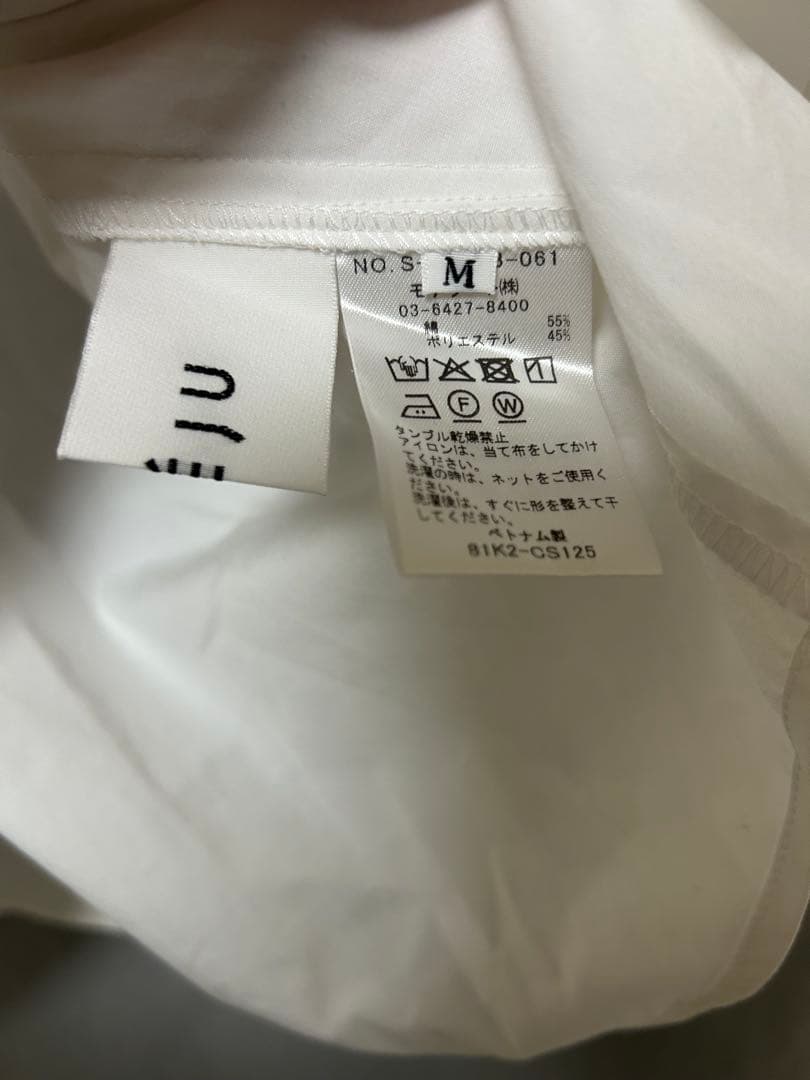 NO.S-
3-061
M
(株)
03-6427-8400
綿 55%
ポリエステル 45%
F
W
タンブル乾燥禁止
アイロンは、当て布をしてかけ
てください。
洗濯の時は、ネットをご使用く
ださい。
洗濯後は、すぐに形を整えて干
してください。
ベトナム製
81K2-CS125